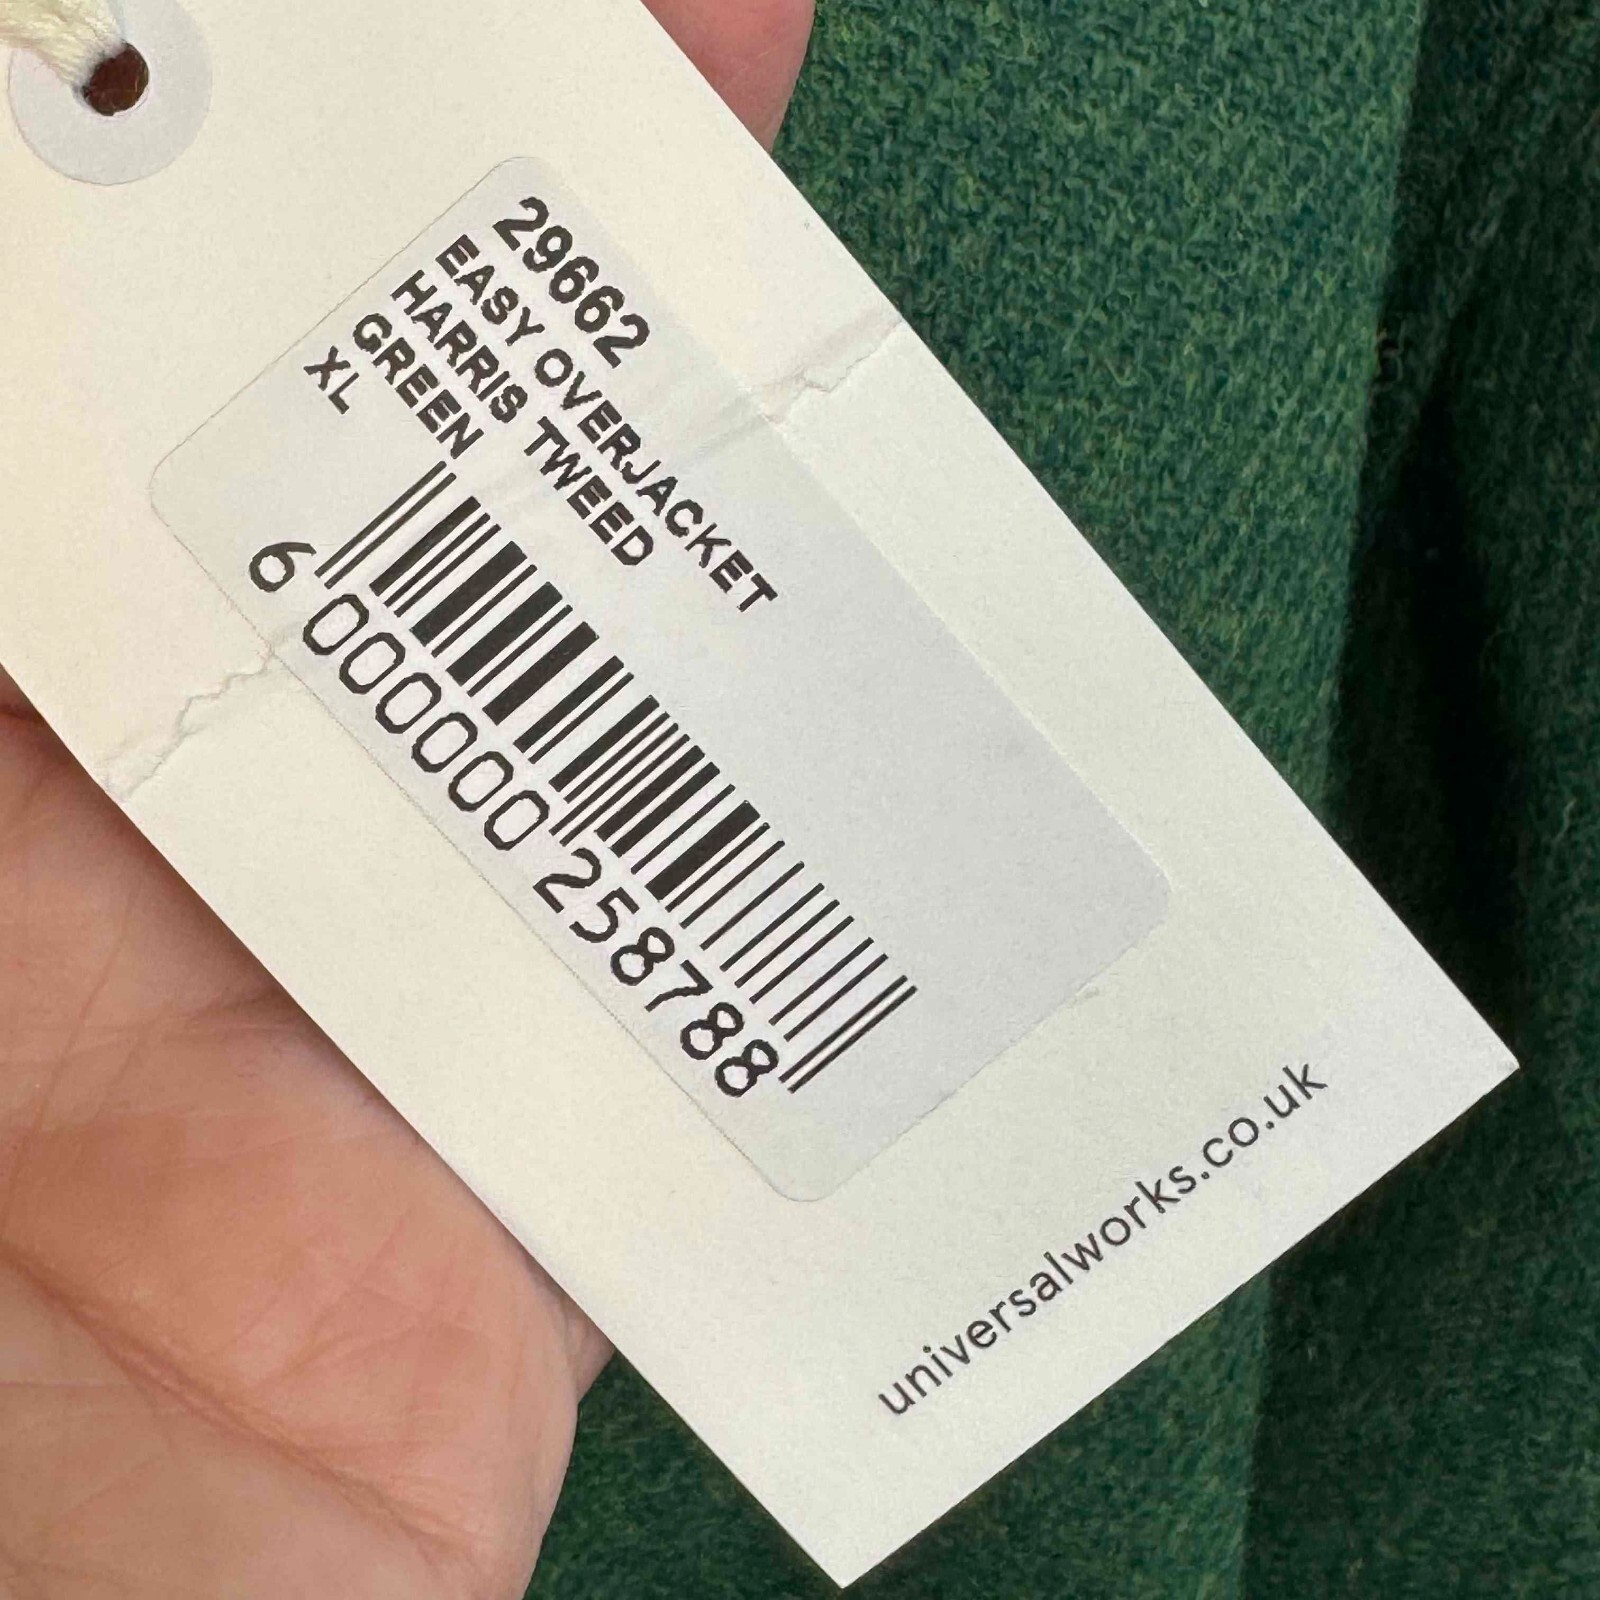 29662
EASY OVERJACKET
HARRIS TWEED
GREEN
XL
6 000000 258788
universalworks.co.uk